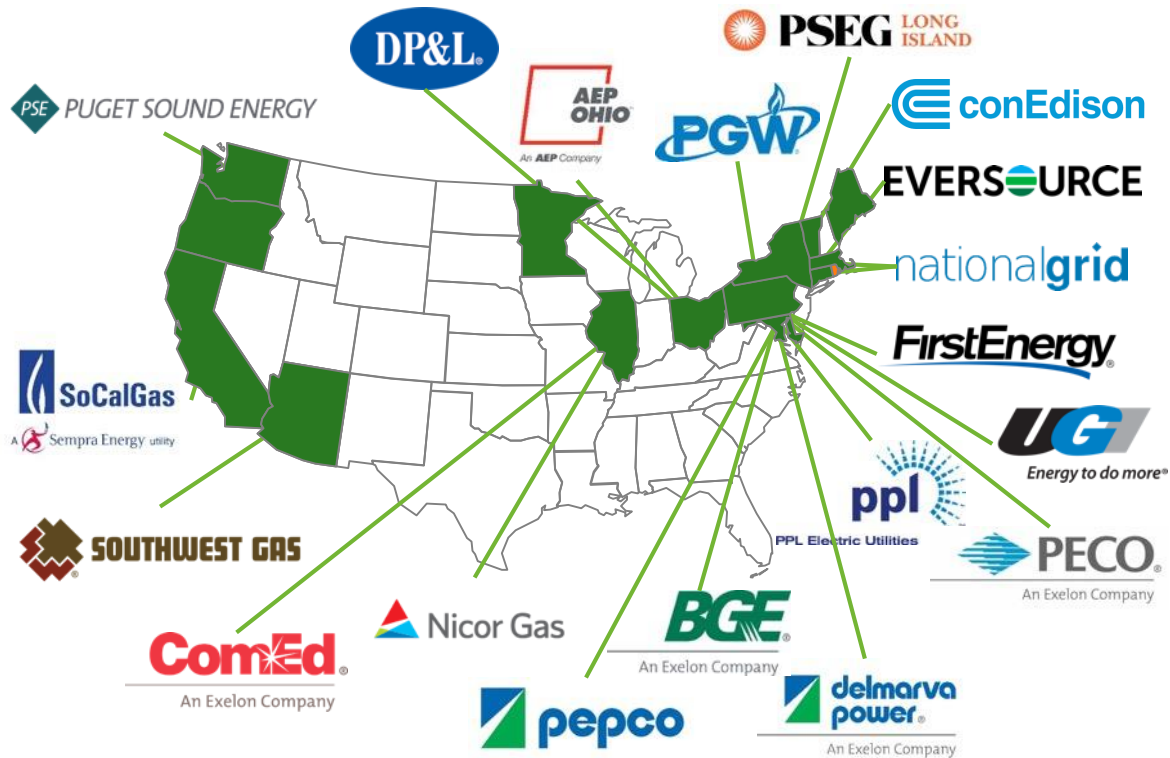 PSEG LONG
ISLAND
DP&L®
AEP
OHIO
An AEP Company
PSE PUGET SOUND ENERGY
conEdison
PGW
EVERSOURCE
nationalgrid
FirstEnergy®
SoCalGas
A Sempra Energy utility
UGI
Energy to do more®
ppl
PPL Electric Utilities
SOUTHWEST GAS
PECO®
An Exelon Company
Nicor Gas
BGE®
An Exelon Company
ComEd®
An Exelon Company
pepco
delmarva
power®
An Exelon Company